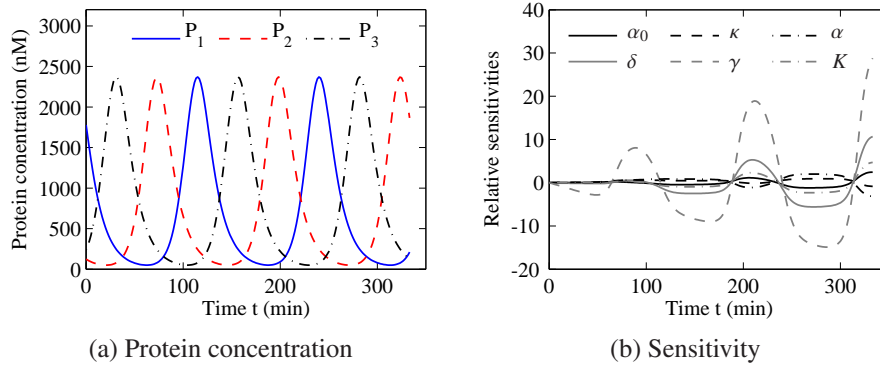 3000
2500
2000
1500
1000
500
0
Protein conentration (nM)
P1 P2 P3
0 100 200 300
Time t (min)
(a) Protein concentration
40
30
20
10
0
-10
-20
Relative sensitivities
α0 κ α
δ γ K
0 100 200 300
Time t (min)
(b) Sensitivity